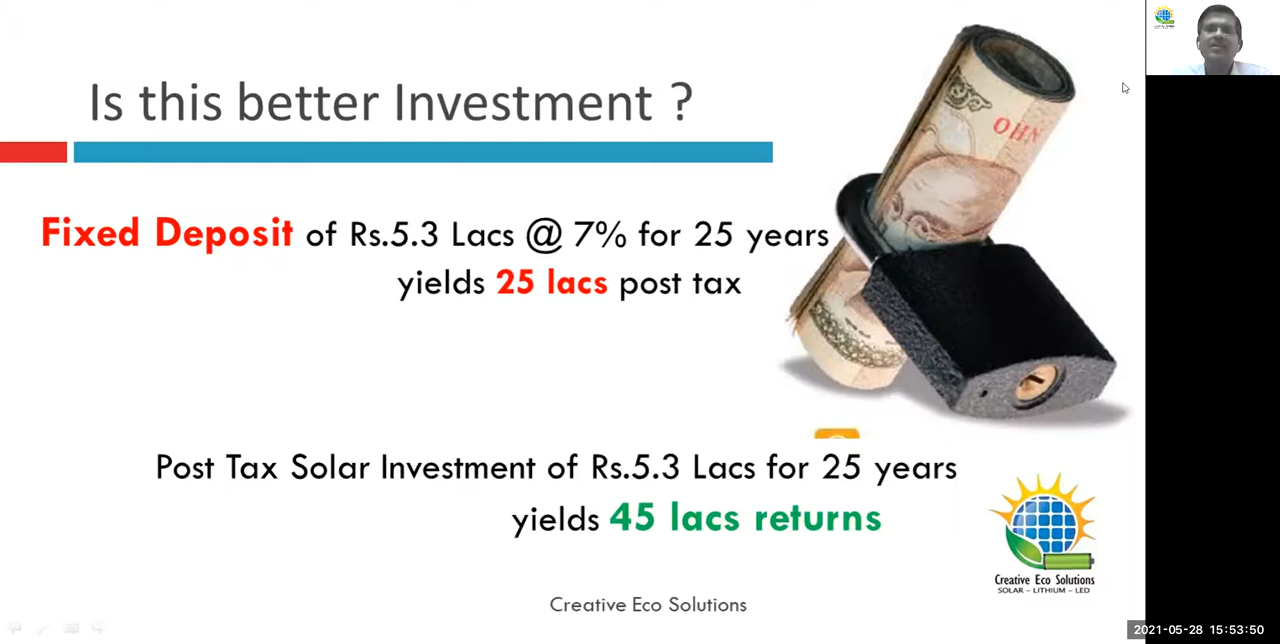 Is this better Investment ?
OHN
Fixed Deposit of Rs.5.3 Lacs @ 7% for 25 years
yields 25 lacs post tax
Post Tax Solar Investment of Rs.5.3 Lacs for 25 years
yields 45 lacs returns
Creative Eco Solutions
SOLAR – LITHIUM – LED
Creative Eco Solutions
2021-05-28 15:53:50